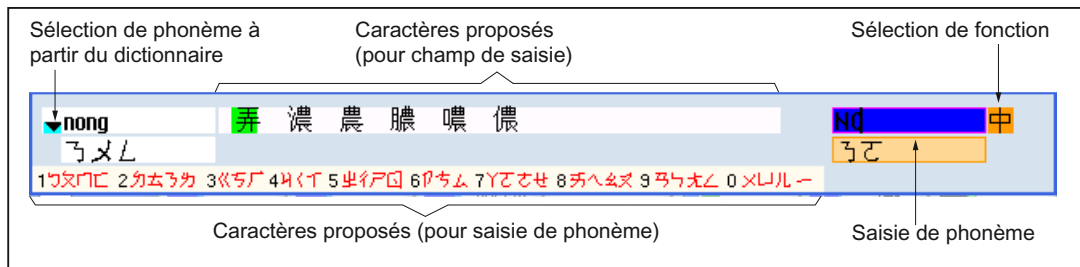 Sélection de phonème à
partir du dictionnaire
Caractères proposés
(pour champ de saisie)
Sélection de fonction
nong 弄 濃 農 膿 噥 儂 NO 中
ㄋㄨㄥ ㄋㄛ
1ㄅㄆㄇㄈ 2ㄉㄊㄋㄌ 3ㄍㄎㄏ 4ㄐㄑㄒ 5ㄓㄔㄕㄖ 6ㄗㄘㄙ 7ㄚㄛㄜㄝ 8ㄞㄟㄠㄡ 9ㄢㄣㄤㄥ 0ㄨㄩㄦㄧ
Caractères proposés (pour saisie de phonème)
Saisie de phonème